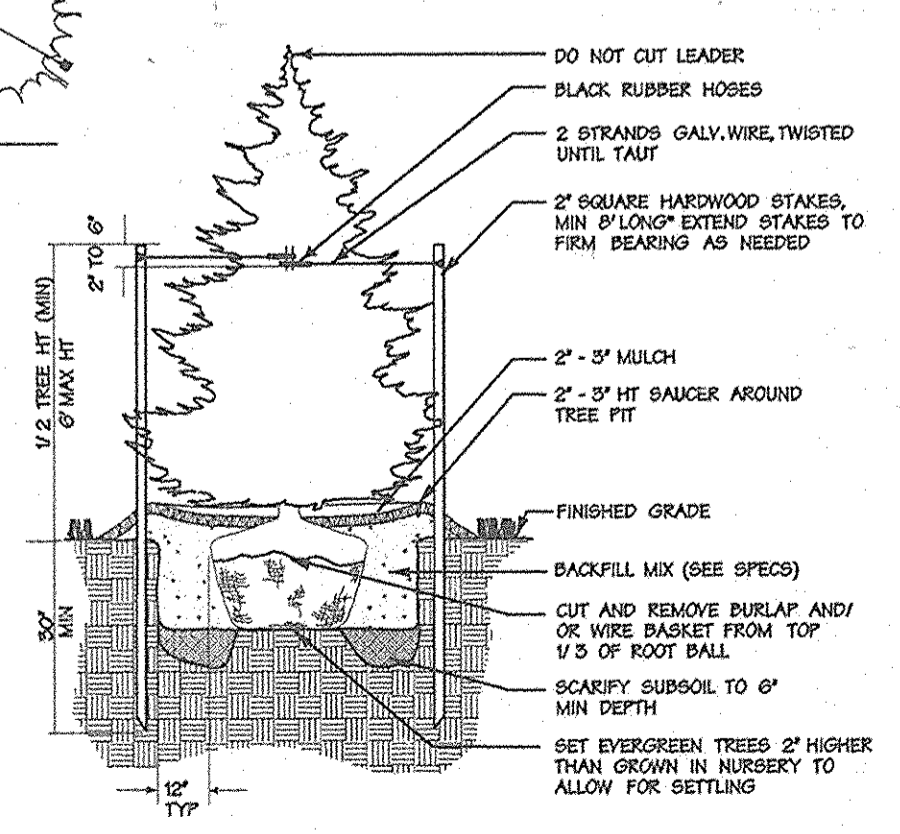 DO NOT CUT LEADER
BLACK RUBBER HOSES
2 STRANDS GALV. WIRE, TWISTED
UNTIL TAUT
2" SQUARE HARDWOOD STAKES,
MIN 8' LONG" EXTEND STAKES TO
FIRM BEARING AS NEEDED
2" TO 6"
1/2 TREE HT (MIN)
6' MAX HT
2" - 3" MULCH
2" - 3" HT SAUCER AROUND
TREE PIT
FINISHED GRADE
BACKFILL MIX (SEE SPECS)
CUT AND REMOVE BURLAP AND/
OR WIRE BASKET FROM TOP
1/3 OF ROOT BALL
30"
MIN
SCARIFY SUBSOIL TO 6"
MIN DEPTH
SET EVERGREEN TREES 2" HIGHER
THAN GROWN IN NURSERY TO
ALLOW FOR SETTLING
12"
TYP